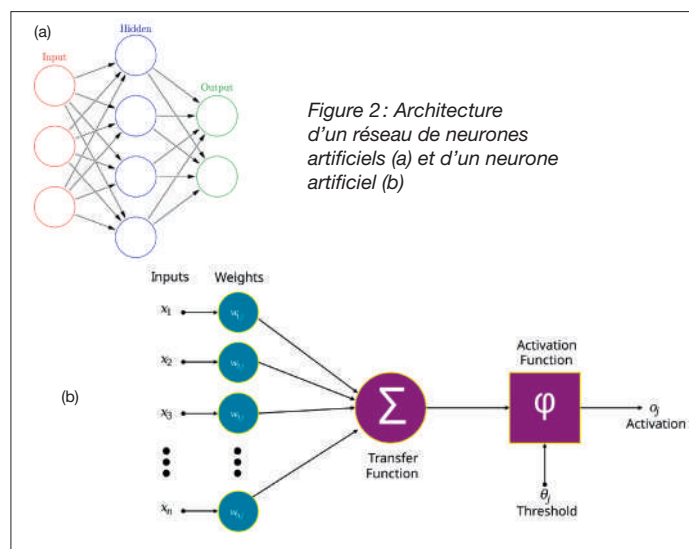 (a)
Hidden
Input
Output
Figure 2 : Architecture
d'un réseau de neurones
artificiels (a) et d'un neurone
artificiel (b)
Inputs Weights
x₁
Activation
Function
x₂
(b)
x₃
Σ
φ
oⱼ
Activation
Transfer
Function
θⱼ
Threshold
xₙ